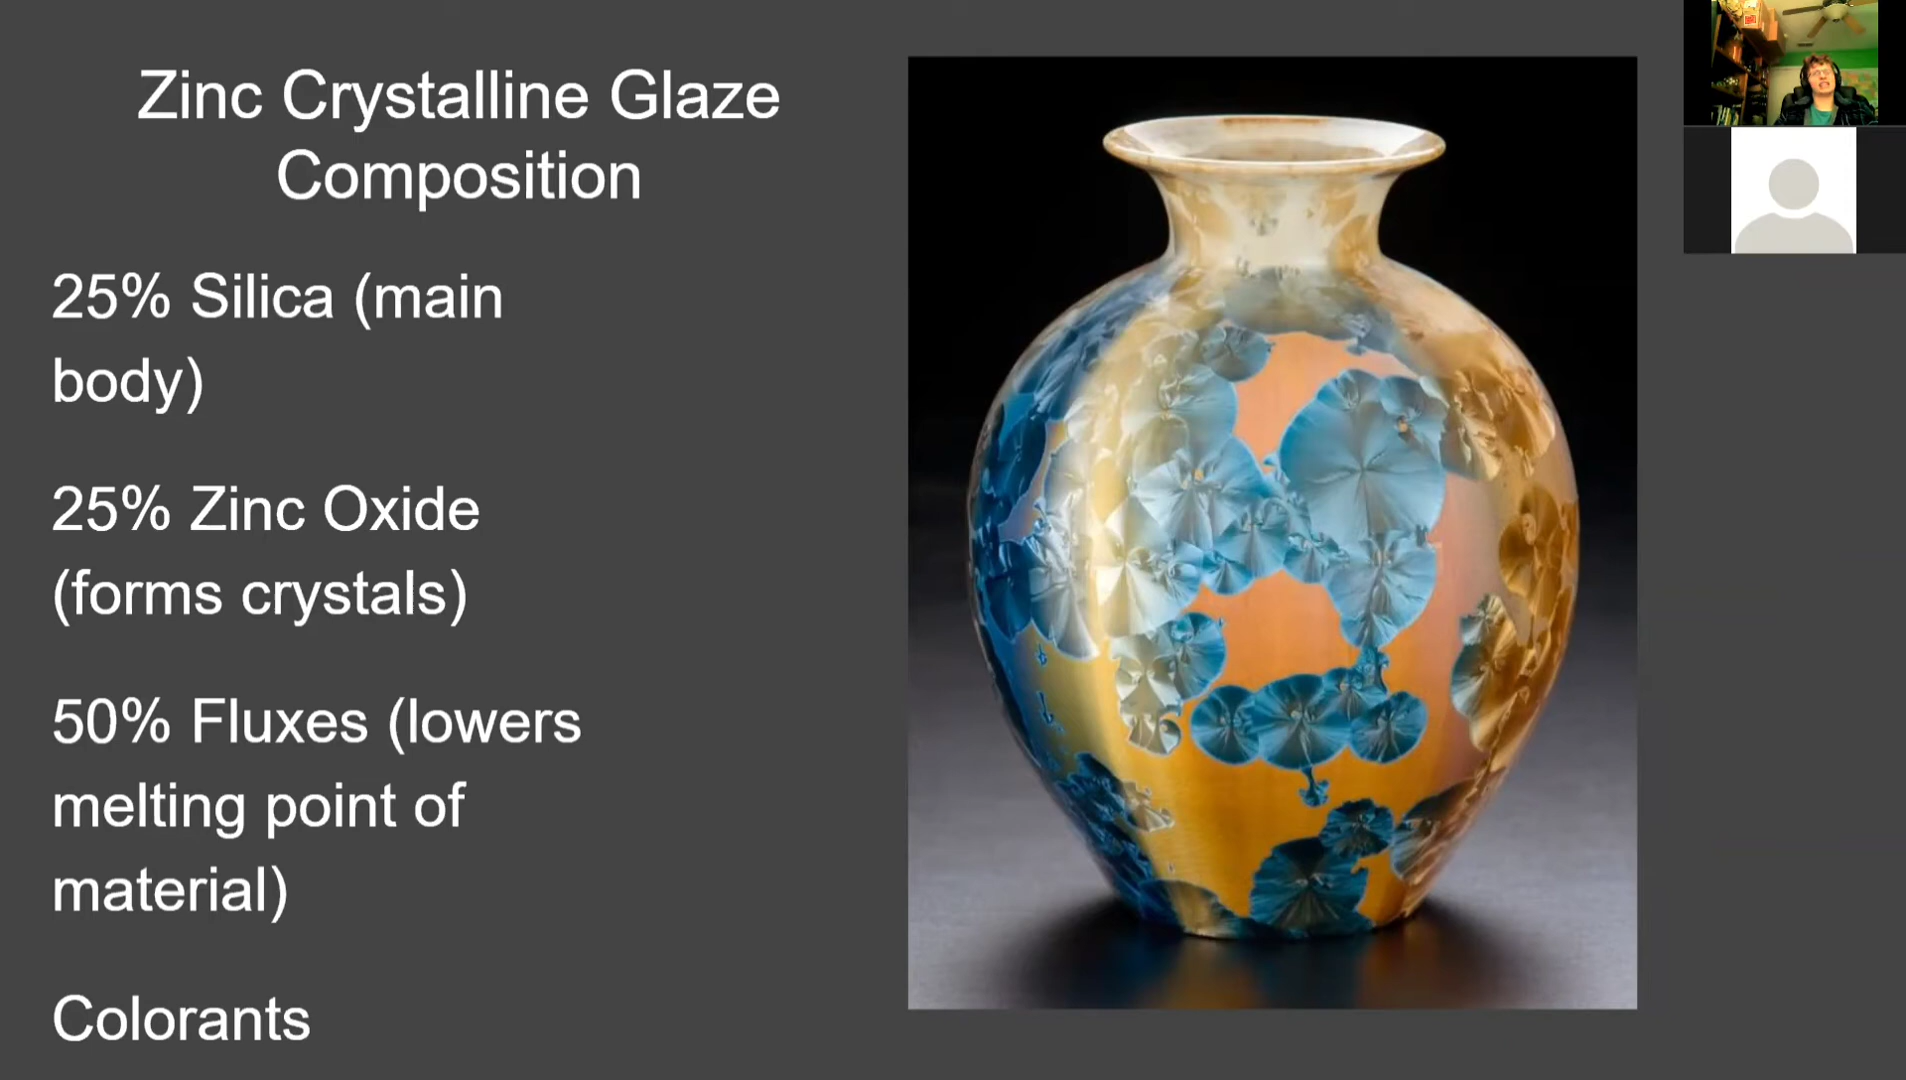 Zinc Crystalline Glaze
Composition
25% Silica (main
body)
25% Zinc Oxide
(forms crystals)
50% Fluxes (lowers
melting point of
material)
Colorants